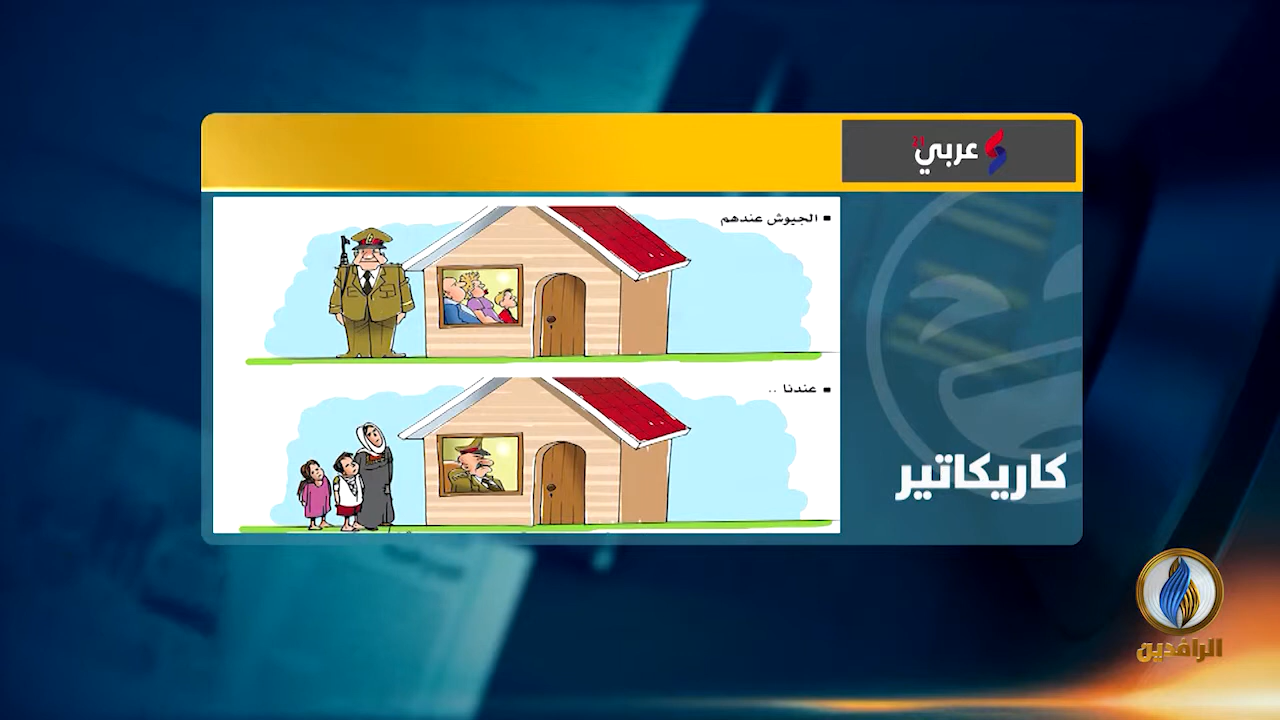 عربي21
▪ الجيوش عندهم
▪ عندنا ..
كاريكاتير
الرافدين